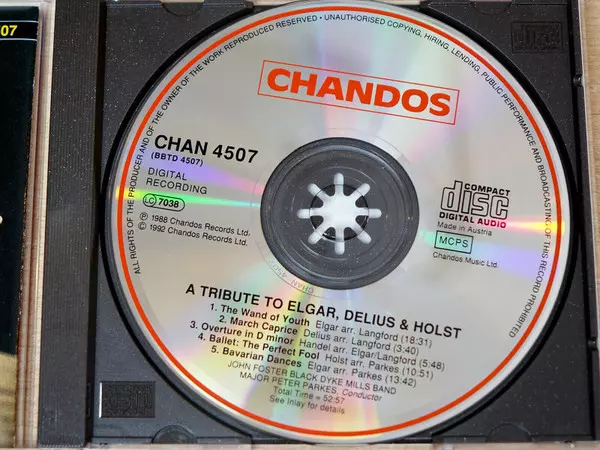 07
ALL RIGHTS OF THE PRODUCER AND OF THE OWNER OF THE WORK REPRODUCED RESERVED • UNAUTHORISED COPYING, HIRING, LENDING, PUBLIC PERFORMANCE AND BROADCASTING OF THIS RECORD PROHIBITED
CHANDOS
CHAN 4507
(BBTD 4507)
DIGITAL
RECORDING
LC 7038
℗ 1988 Chandos Records Ltd.
© 1992 Chandos Records Ltd.
COMPACT
disc
DIGITAL AUDIO
Made in Austria
MCPS
Chandos Music Ltd.
A TRIBUTE TO ELGAR, DELIUS & HOLST
1. The Wand of Youth Elgar arr. Langford (18:31)
2. March Caprice Delius arr. Langford (3:40)
3. Overture in D minor Handel arr. Elgar/Langford (5:48)
4. Ballet: The Perfect Fool Holst arr. Parkes (10:51)
5. Bavarian Dances Elgar arr. Parkes (13:42)
JOHN FOSTER BLACK DYKE MILLS BAND
MAJOR PETER PARKES, Conductor
Total Time = 52:57
See Inlay for details